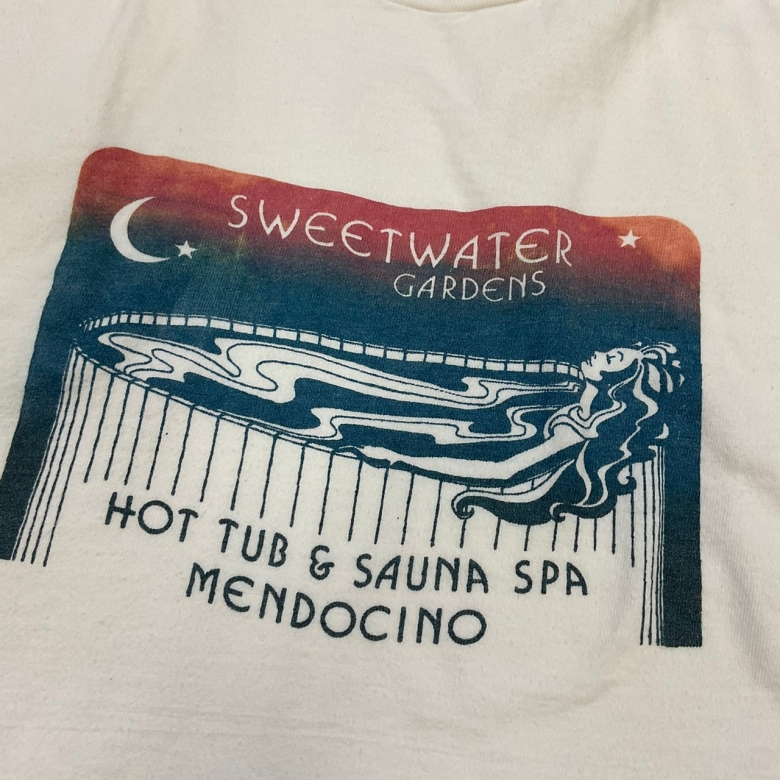 SWEETWATER
GARDENS
HOT TUB & SAUNA SPA
MENDOCINO